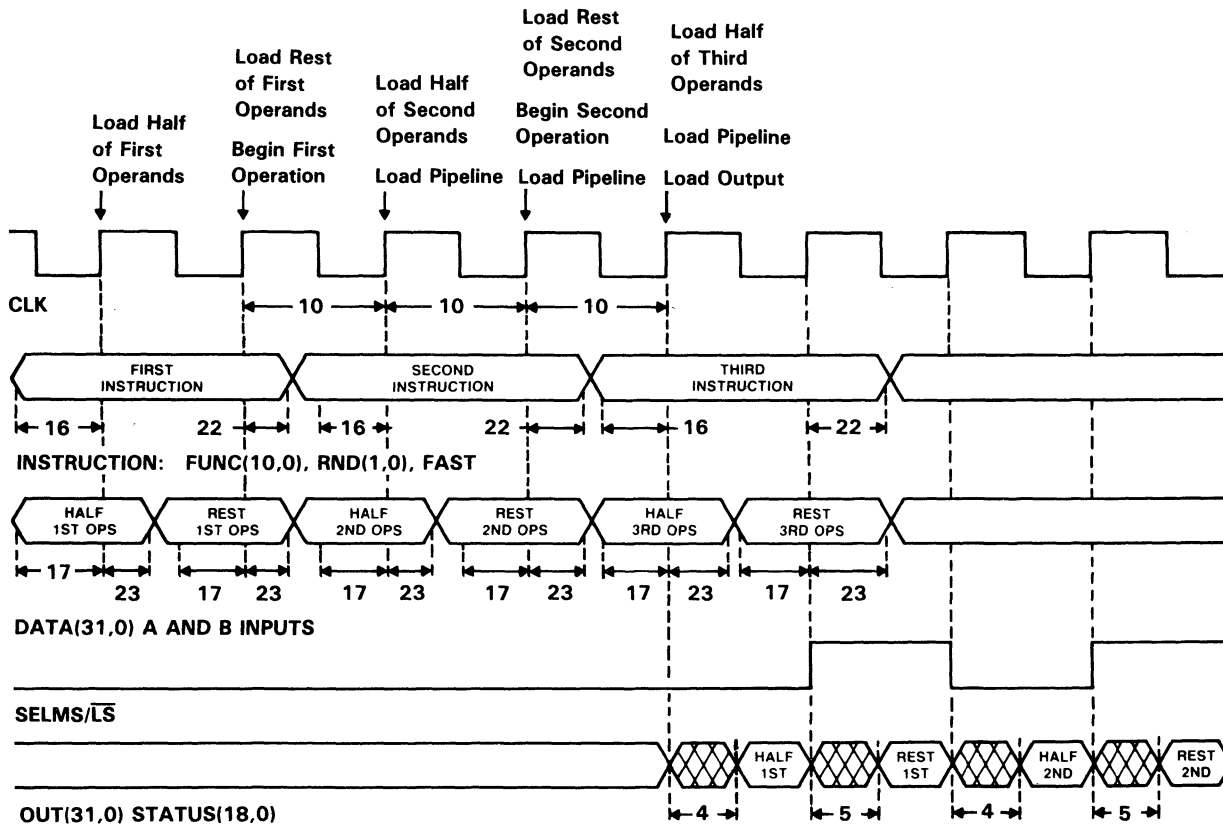 Load Half
of First
Operands
Load Rest
of First
Operands
Begin First
Operation
Load Half
of Second
Operands
Load Pipeline
Load Rest
of Second
Operands
Begin Second
Operation
Load Pipeline
Load Half
of Third
Operands
Load Pipeline
Load Output
CLK
10 10 10
FIRST
INSTRUCTION
SECOND
INSTRUCTION
THIRD
INSTRUCTION
16 22 16 22 16 22
INSTRUCTION: FUNC(10,0), RND(1,0), FAST
HALF
1ST OPS
REST
1ST OPS
HALF
2ND OPS
REST
2ND OPS
HALF
3RD OPS
REST
3RD OPS
17 23 17 23 17 23 17 23 17 23 17 23
DATA(31,0) A AND B INPUTS
SELMS/L̅S̅
HALF
1ST
REST
1ST
HALF
2ND
REST
2ND
4 5 4 5
OUT(31,0) STATUS(18,0)